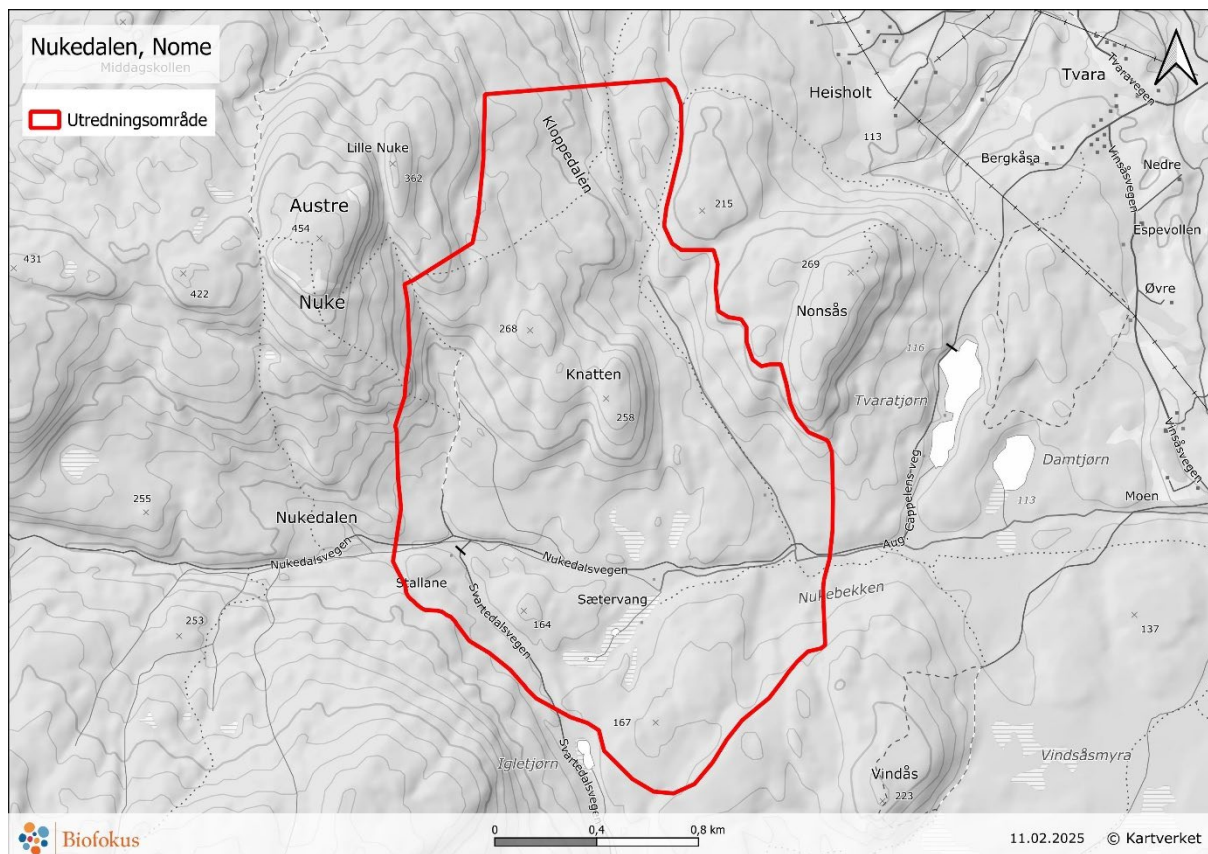 Nukedalen, Nome
Middagskollen
Utredningsområde
Tvara
Tvaravegen
Heisholt
113
Bergkåsa
Vinsåsvegen
Nedre
Espevollen
Øvre
Kloppedalen
Lille Nuke
362
Austre
454
Nuke
431
422
215
269
Nonsås
268
Knatten
258
116
Tvaratjørn
Damtjørn
113
Vinsåsvegen
Moen
Aug. Cappelens veg
255
Nukedalen
Nukedalsvegen
Nukedalsvegen
Stallane
Sætervang
Nukebekken
Svartedalsvegen
164
253
137
167
Igletjørn
Svartedalsvegen
Vindås
223
Vindsåsmyra
Biofokus
0 0,4 0,8 km
11.02.2025 © Kartverket